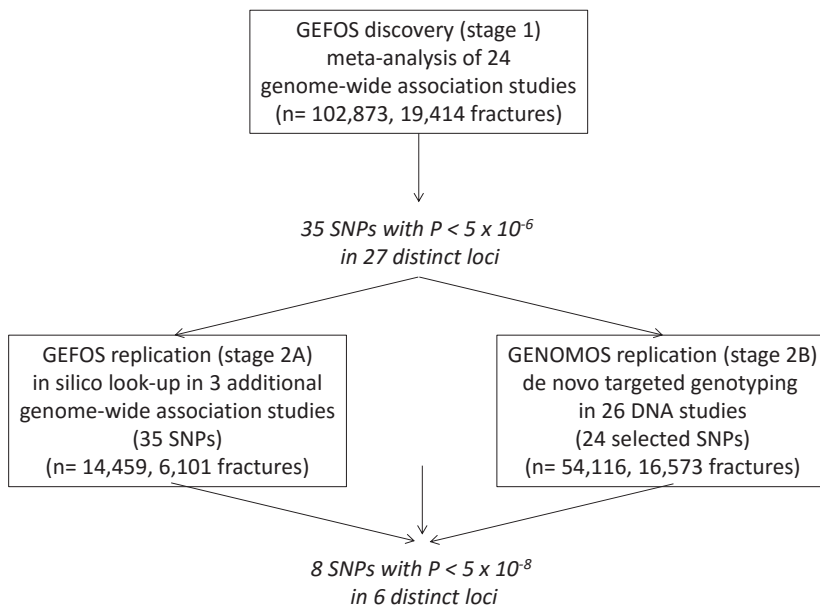 GEFOS discovery (stage 1)
meta-analysis of 24
genome-wide association studies
(n= 102,873, 19,414 fractures)
35 SNPs with P < 5 x 10⁻⁶
in 27 distinct loci
GEFOS replication (stage 2A)
in silico look-up in 3 additional
genome-wide association studies
(35 SNPs)
(n= 14,459, 6,101 fractures)
GENOMOS replication (stage 2B)
de novo targeted genotyping
in 26 DNA studies
(24 selected SNPs)
(n= 54,116, 16,573 fractures)
8 SNPs with P < 5 x 10⁻⁸
in 6 distinct loci